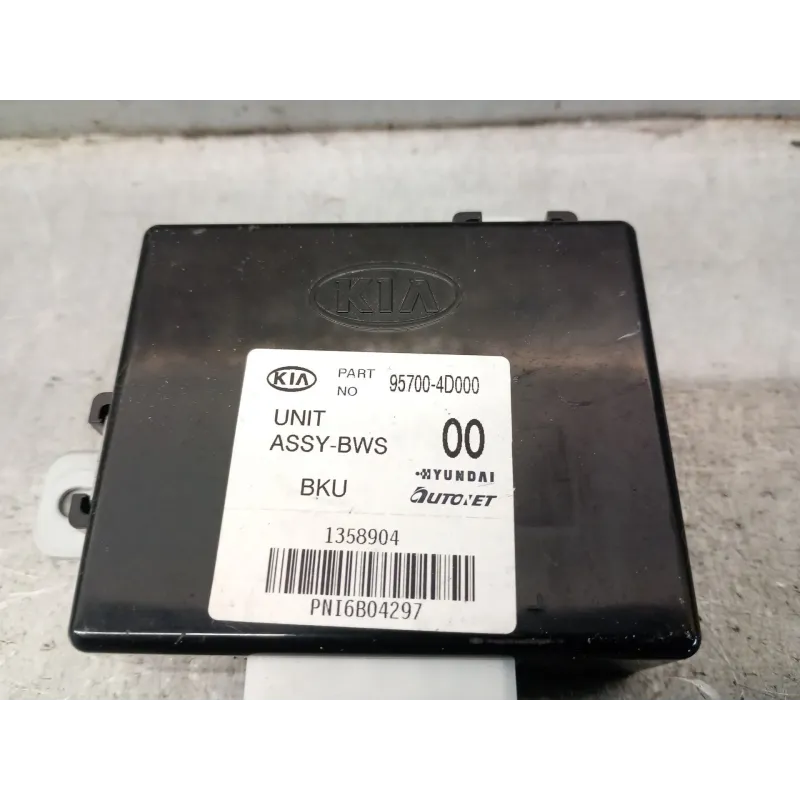 KIA
KIA PART NO 95700-4D000
UNIT ASSY-BWS 00
HYUNDAI
BKU AUTONET
1358904
PNI6B04297